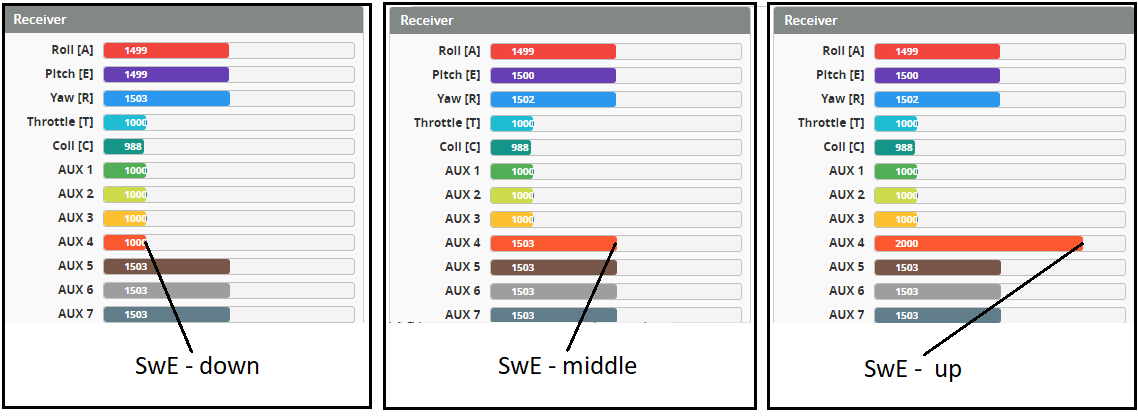 Receiver
Roll [A] 1499
Pitch [E] 1499
Yaw [R] 1503
Throttle [T] 1000
Coll [C] 988
AUX 1 1000
AUX 2 1000
AUX 3 1000
AUX 4 1000
AUX 5 1503
AUX 6 1503
AUX 7 1503
SwE - down
Receiver
Roll [A] 1499
Pitch [E] 1500
Yaw [R] 1502
Throttle [T] 1000
Coll [C] 988
AUX 1 1000
AUX 2 1000
AUX 3 1000
AUX 4 1503
AUX 5 1503
AUX 6 1503
AUX 7 1503
SwE - middle
Receiver
Roll [A] 1499
Pitch [E] 1500
Yaw [R] 1502
Throttle [T] 1000
Coll [C] 988
AUX 1 1000
AUX 2 1000
AUX 3 1000
AUX 4 2000
AUX 5 1503
AUX 6 1503
AUX 7 1503
SwE - up